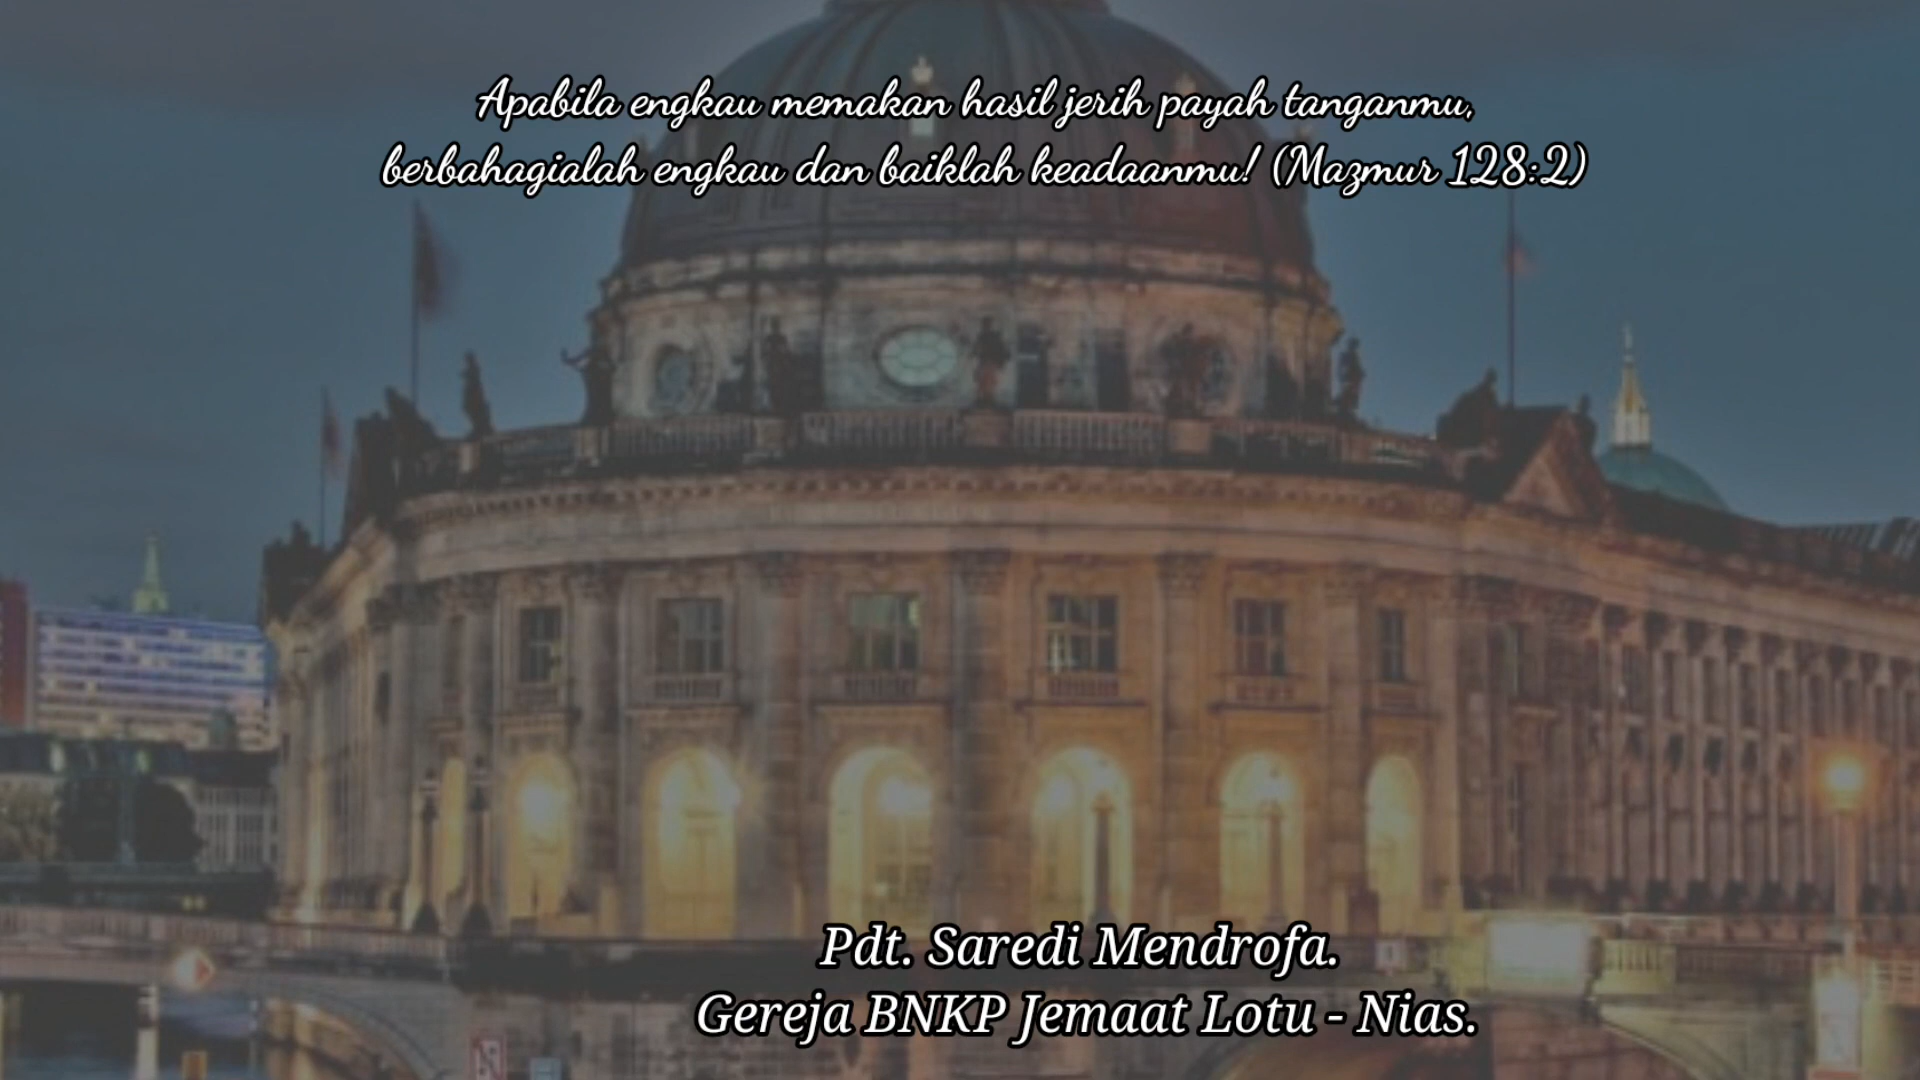 Apabila engkau memakan hasil jerih payah tanganmu,
berbahagialah engkau dan baiklah keadaanmu! (Mazmur 128:2)
Pdt. Saredi Mendrofa.
Gereja BNKP Jemaat Lotu - Nias.